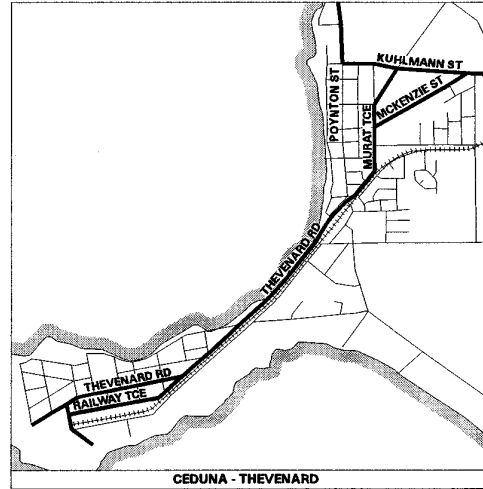 KUHLMANN ST
POYNTON ST
MCKENZIE ST
MURAT TCE
THEVENARD RD
THEVENARD RD
RAILWAY TCE
CEDUNA - THEVENARD